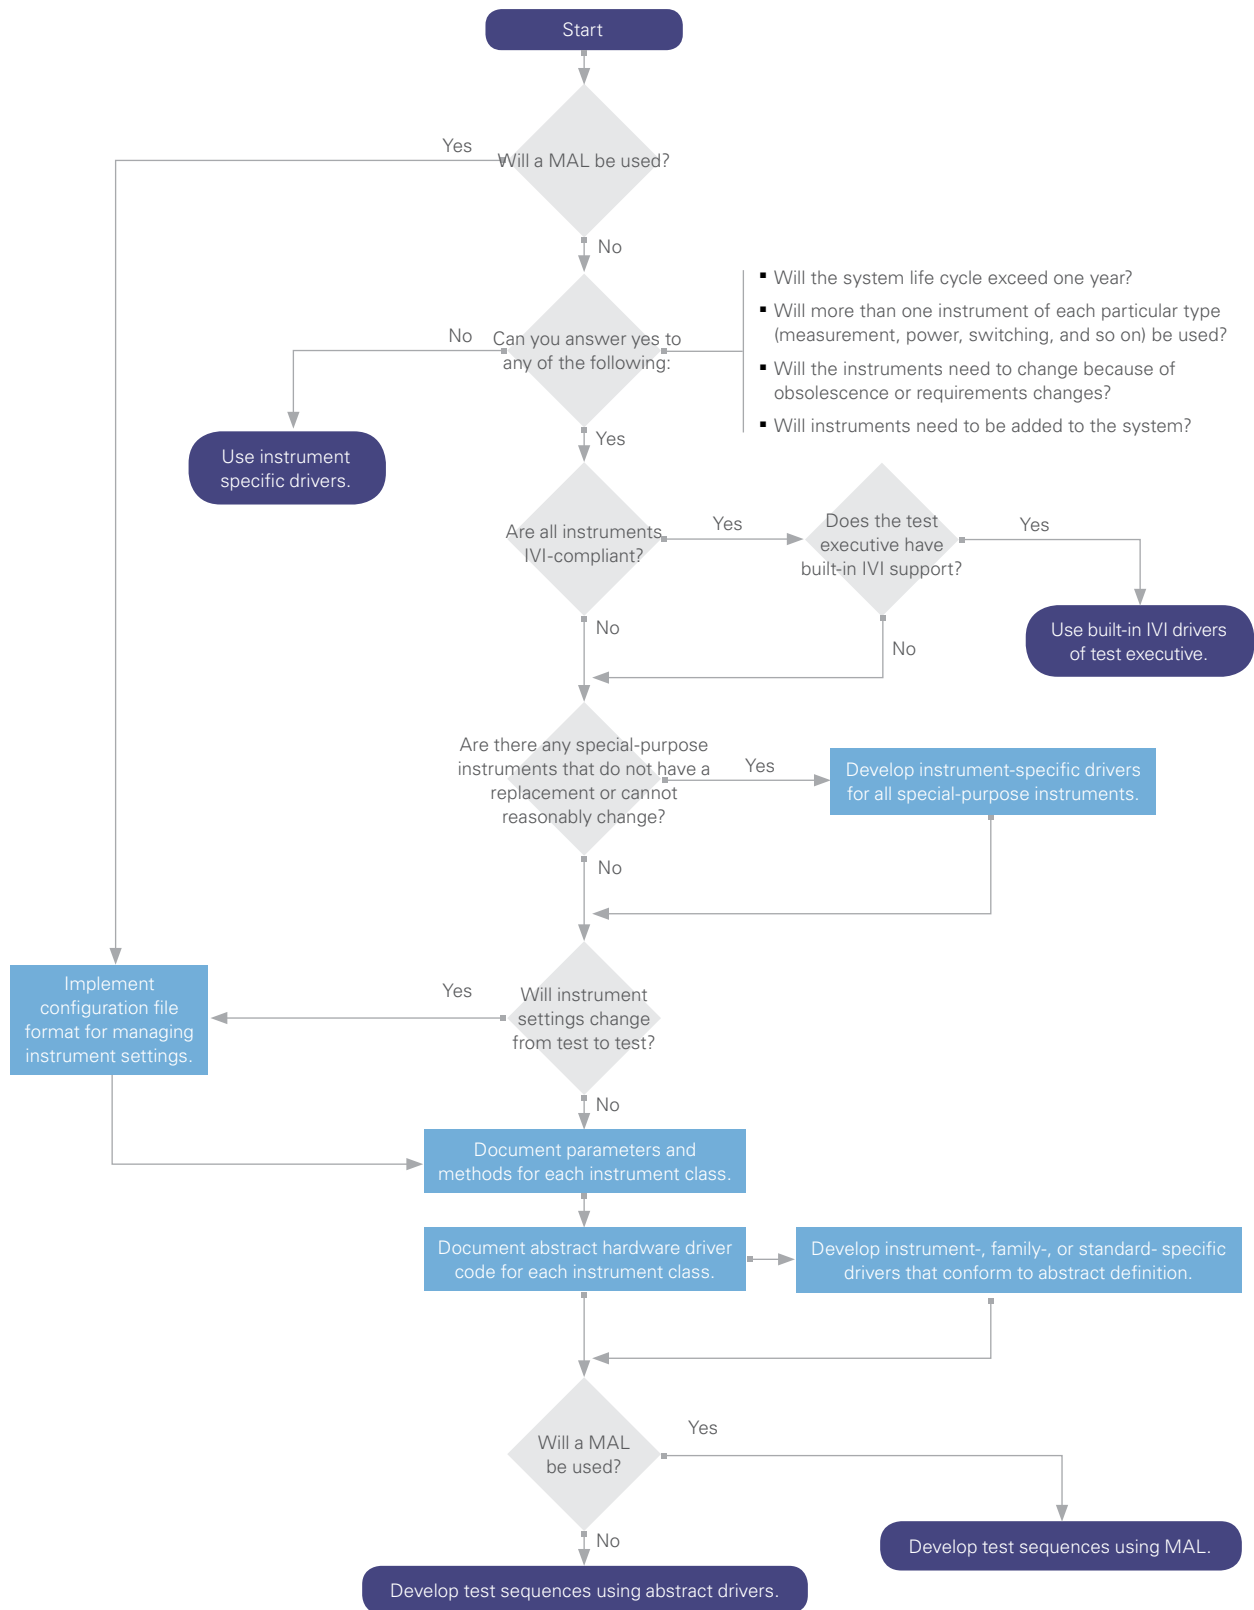 Start
Yes
Will a MAL be used?
No
▪ Will the system life cycle exceed one year?
▪ Will more than one instrument of each particular type
(measurement, power, switching, and so on) be used?
▪ Will the instruments need to change because of
obsolescence or requirements changes?
▪ Will instruments need to be added to the system?
No
Can you answer yes to
any of the following:
Yes
Use instrument
specific drivers.
Are all instruments
IVI-compliant?
Yes
Does the test
executive have
built-in IVI support?
Yes
No
No
Use built-in IVI drivers
of test executive.
Are there any special-purpose
instruments that do not have a
replacement or cannot
reasonably change?
Yes
Develop instrument-specific drivers
for all special-purpose instruments.
No
Implement
configuration file
format for managing
instrument settings.
Yes
Will instrument
settings change
from test to test?
No
Document parameters and
methods for each instrument class.
Document abstract hardware driver
code for each instrument class.
Develop instrument-, family-, or standard- specific
drivers that conform to abstract definition.
Will a MAL
be used?
Yes
No
Develop test sequences using MAL.
Develop test sequences using abstract drivers.